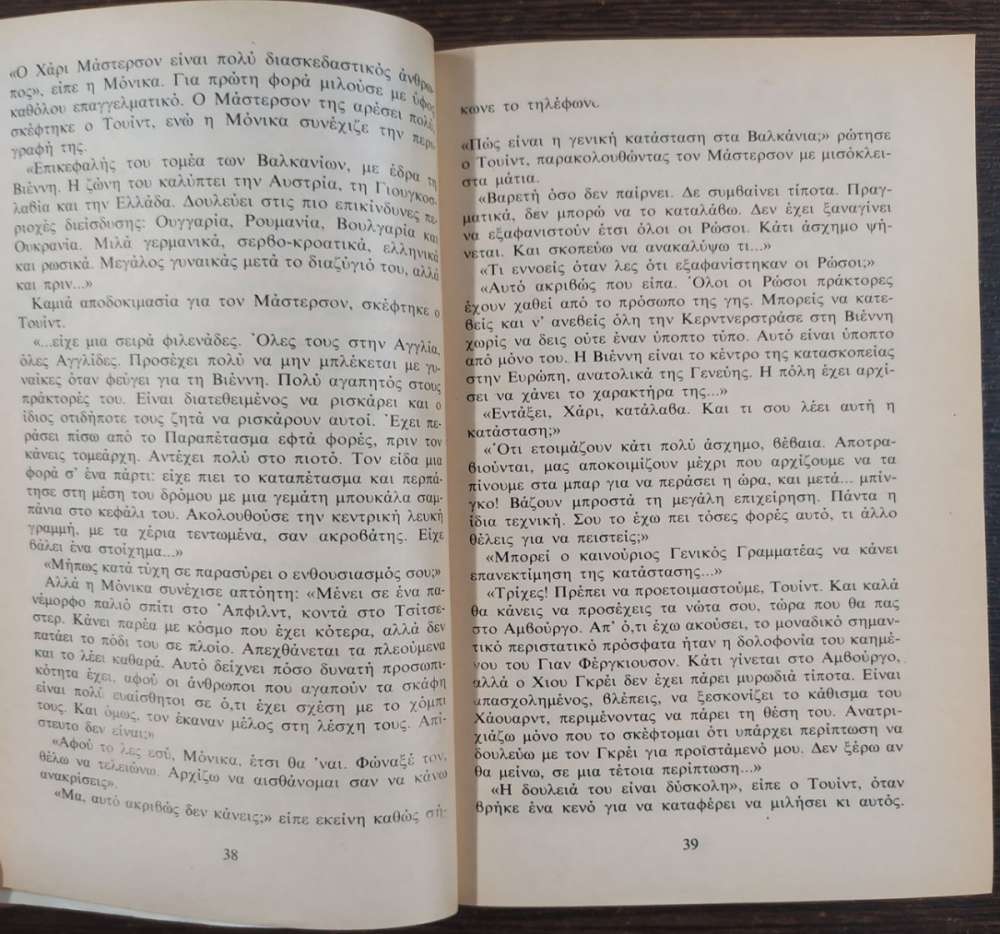 «Ο Χάρι Μάστερσον είναι πολύ διασκεδαστικός άνθρω-
πος», είπε η Μόνικα. Για πρώτη φορά μιλούσε με ύφος
καθόλου επαγγελματικό. Ο Μάστερσον της αρέσει πολύ,
σκέφτηκε ο Τουίντ, ενώ η Μόνικα συνέχιζε την περι-
γραφή της.
«Επικεφαλής του τομέα των Βαλκανίων, με έδρα τη
Βιέννη. Η ζώνη του καλύπτει την Αυστρία, τη Γιουγκοσ-
λαβία και την Ελλάδα. Δουλεύει στις πιο επικίνδυνες πε-
ριοχές διείσδυσης: Ουγγαρία, Ρουμανία, Βουλγαρία και
Ουκρανία. Μιλά γερμανικά, σερβο-κροατικά, ελληνικά
και ρωσικά. Μεγάλος γυναικάς μετά το διαζύγιό του, αλλά
και πριν...»
Καμιά αποδοκιμασία για τον Μάστερσον, σκέφτηκε ο
Τουίντ.
«...είχε μια σειρά φιλενάδες. Όλες τους στην Αγγλία,
όλες Αγγλίδες. Προσέχει πολύ να μην μπλέκεται με γυ-
ναίκες όταν φεύγει για τη Βιέννη. Πολύ αγαπητός στους
πράκτορές του. Είναι διατεθειμένος να ρισκάρει και ο
ίδιος οτιδήποτε τους ζητά να ρισκάρουν αυτοί. Έχει πε-
ράσει πίσω από το Παραπέτασμα εφτά φορές, πριν τον
κάνεις τομεάρχη. Αντέχει πολύ στο πιοτό. Τον είδα μια
φορά σ' ένα πάρτι: είχε πιει το καταπέτασμα και περπά-
τησε στη μέση του δρόμου με μια γεμάτη μπουκάλα σαμ-
πάνια στο κεφάλι του. Ακολουθούσε την κεντρική λευκή
γραμμή, με τα χέρια τεντωμένα, σαν ακροβάτης. Είχε
βάλει ένα στοίχημα...»
«Μήπως κατά τύχη σε παρασύρει ο ενθουσιασμός σου;»
Αλλά η Μόνικα συνέχισε απτόητη: «Μένει σε ένα πα-
νέμορφο παλιό σπίτι στο Άπφιλντ, κοντά στο Τσίτσε-
στερ. Κάνει παρέα με κόσμο που έχει κότερα, αλλά δεν
πατάει το πόδι του σε πλοίο. Απεχθάνεται τα πλεούμενα
και το λέει καθαρά. Αυτό δείχνει πόσο δυνατή προσωπι-
κότητα έχει, αφού οι άνθρωποι που αγαπούν τα σκάφη
είναι πολύ ευαίσθητοι σε ό,τι έχει σχέση με το χόμπι
τους. Και όμως, τον έκαναν μέλος στη λέσχη τους. Απί-
στευτο δεν είναι;»
«Αφού το λες εσύ, Μόνικα, έτσι θα 'ναι. Φώναξέ τον,
θέλω να τελειώνω. Αρχίζω να αισθάνομαι σαν να κάνω
ανακρίσεις».
«Μα, αυτό ακριβώς δεν κάνεις;» είπε εκείνη καθώς σή-
38
κωνε το τηλέφωνο.
«Πώς είναι η γενική κατάσταση στα Βαλκάνια;» ρώτησε
ο Τουίντ, παρακολουθώντας τον Μάστερσον με μισόκλει-
στα μάτια.
«Βαρετή όσο δεν παίρνει. Δε συμβαίνει τίποτα. Πραγ-
ματικά, δεν μπορώ να το καταλάβω. Δεν έχει ξαναγίνει
να εξαφανιστούν έτσι όλοι οι Ρώσοι. Κάτι άσχημο ψή-
νεται. Και σκοπεύω να ανακαλύψω τι...»
«Τι εννοείς όταν λες ότι εξαφανίστηκαν οι Ρώσοι;»
«Αυτό ακριβώς που είπα. Όλοι οι Ρώσοι πράκτορες
έχουν χαθεί από το πρόσωπο της γης. Μπορείς να κατε-
βείς και ν' ανεβείς όλη την Κερντνερστράσε στη Βιέννη
χωρίς να δεις ούτε έναν ύποπτο τύπο. Αυτό είναι ύποπτο
από μόνο του. Η Βιέννη είναι το κέντρο της κατασκοπείας
στην Ευρώπη, ανατολικά της Γενεύης. Η πόλη έχει αρχί-
σει να χάνει το χαρακτήρα της...»
«Εντάξει, Χάρι, κατάλαβα. Και τι σου λέει αυτή η
κατάσταση;»
«Ότι ετοιμάζουν κάτι πολύ άσχημο, βέβαια. Αποτρα-
βιούνται, μας αποκοιμίζουν μέχρι που αρχίζουμε να τα
πίνουμε στα μπαρ για να περάσει η ώρα, και μετά... μπίν-
γκο! Βάζουν μπροστά τη μεγάλη επιχείρηση. Πάντα η
ίδια τεχνική. Σου το έχω πει τόσες φορές αυτό, τι άλλο
θέλεις για να πειστείς;»
«Μπορεί ο καινούριος Γενικός Γραμματέας να κάνει
επανεκτίμηση της κατάστασης...»
«Τρίχες! Πρέπει να προετοιμαστούμε, Τουίντ. Και καλά
θα κάνεις να προσέχεις τα νώτα σου, τώρα που θα πας
στο Αμβούργο. Απ' ό,τι έχω ακούσει, το μοναδικό σημαν-
τικό περιστατικό πρόσφατα ήταν η δολοφονία του καημέ-
νου του Γιαν Φέργκιουσον. Κάτι γίνεται στο Αμβούργο,
αλλά ο Χιου Γκρέι δεν έχει πάρει μυρωδιά τίποτα. Είναι
απασχολημένος, βλέπεις, να ξεσκονίζει το κάθισμα του
Χάουαρντ, περιμένοντας να πάρει τη θέση του. Ανατρι-
χιάζω μόνο που το σκέφτομαι ότι υπάρχει περίπτωση να
δουλεύω με τον Γκρέι για προϊστάμενό μου. Δεν ξέρω αν
θα μείνω, σε μια τέτοια περίπτωση...»
«Η δουλειά του είναι δύσκολη», είπε ο Τουίντ, όταν
βρήκε ένα κενό για να καταφέρει να μιλήσει κι αυτός.
39